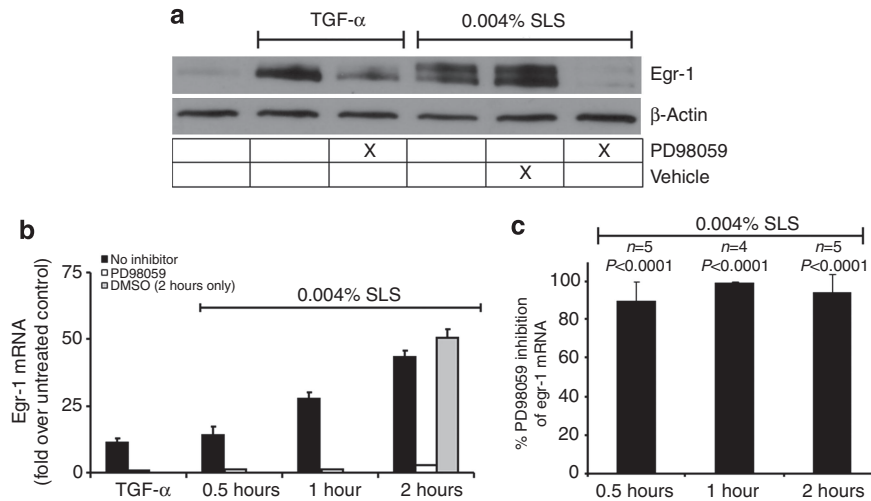 a
TGF-α
0.004% SLS
Egr-1
β-Actin
X X PD98059
X Vehicle
b
No inhibitor
PD98059
DMSO (2 hours only)
0.004% SLS
Egr-1 mRNA
(fold over untreated control)
75
50
25
0
TGF-α 0.5 hours 1 hour 2 hours
c
0.004% SLS
n=5 n=4 n=5
P<0.0001 P<0.0001 P<0.0001
% PD98059 inhibition
of egr-1 mRNA
100
80
60
40
20
0
0.5 hours 1 hour 2 hours